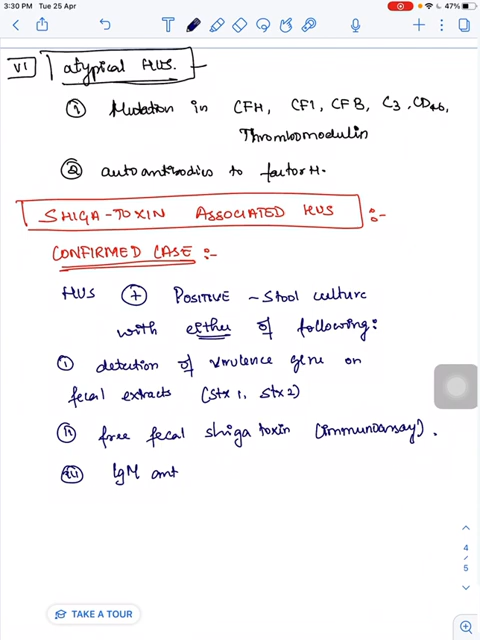 3:30 PM Tue 25 Apr
47%
VI atypical HUS. -
① Mutation in CFH, CFI, CFB, C3, CD46,
Thrombomodulin
② autoantibodies to factor H.
SHIGA-TOXIN ASSOCIATED HUS :-
CONFIRMED CASE :-
HUS + POSITIVE ~ Stool culture
with either of following:
ⓘ detection of virulence gene on
fecal extracts (Stx 1, Stx 2)
ⓘⓘ free fecal shiga toxin (immunoassay).
ⓘⓘⓘ IgM ant
4
/
5
TAKE A TOUR